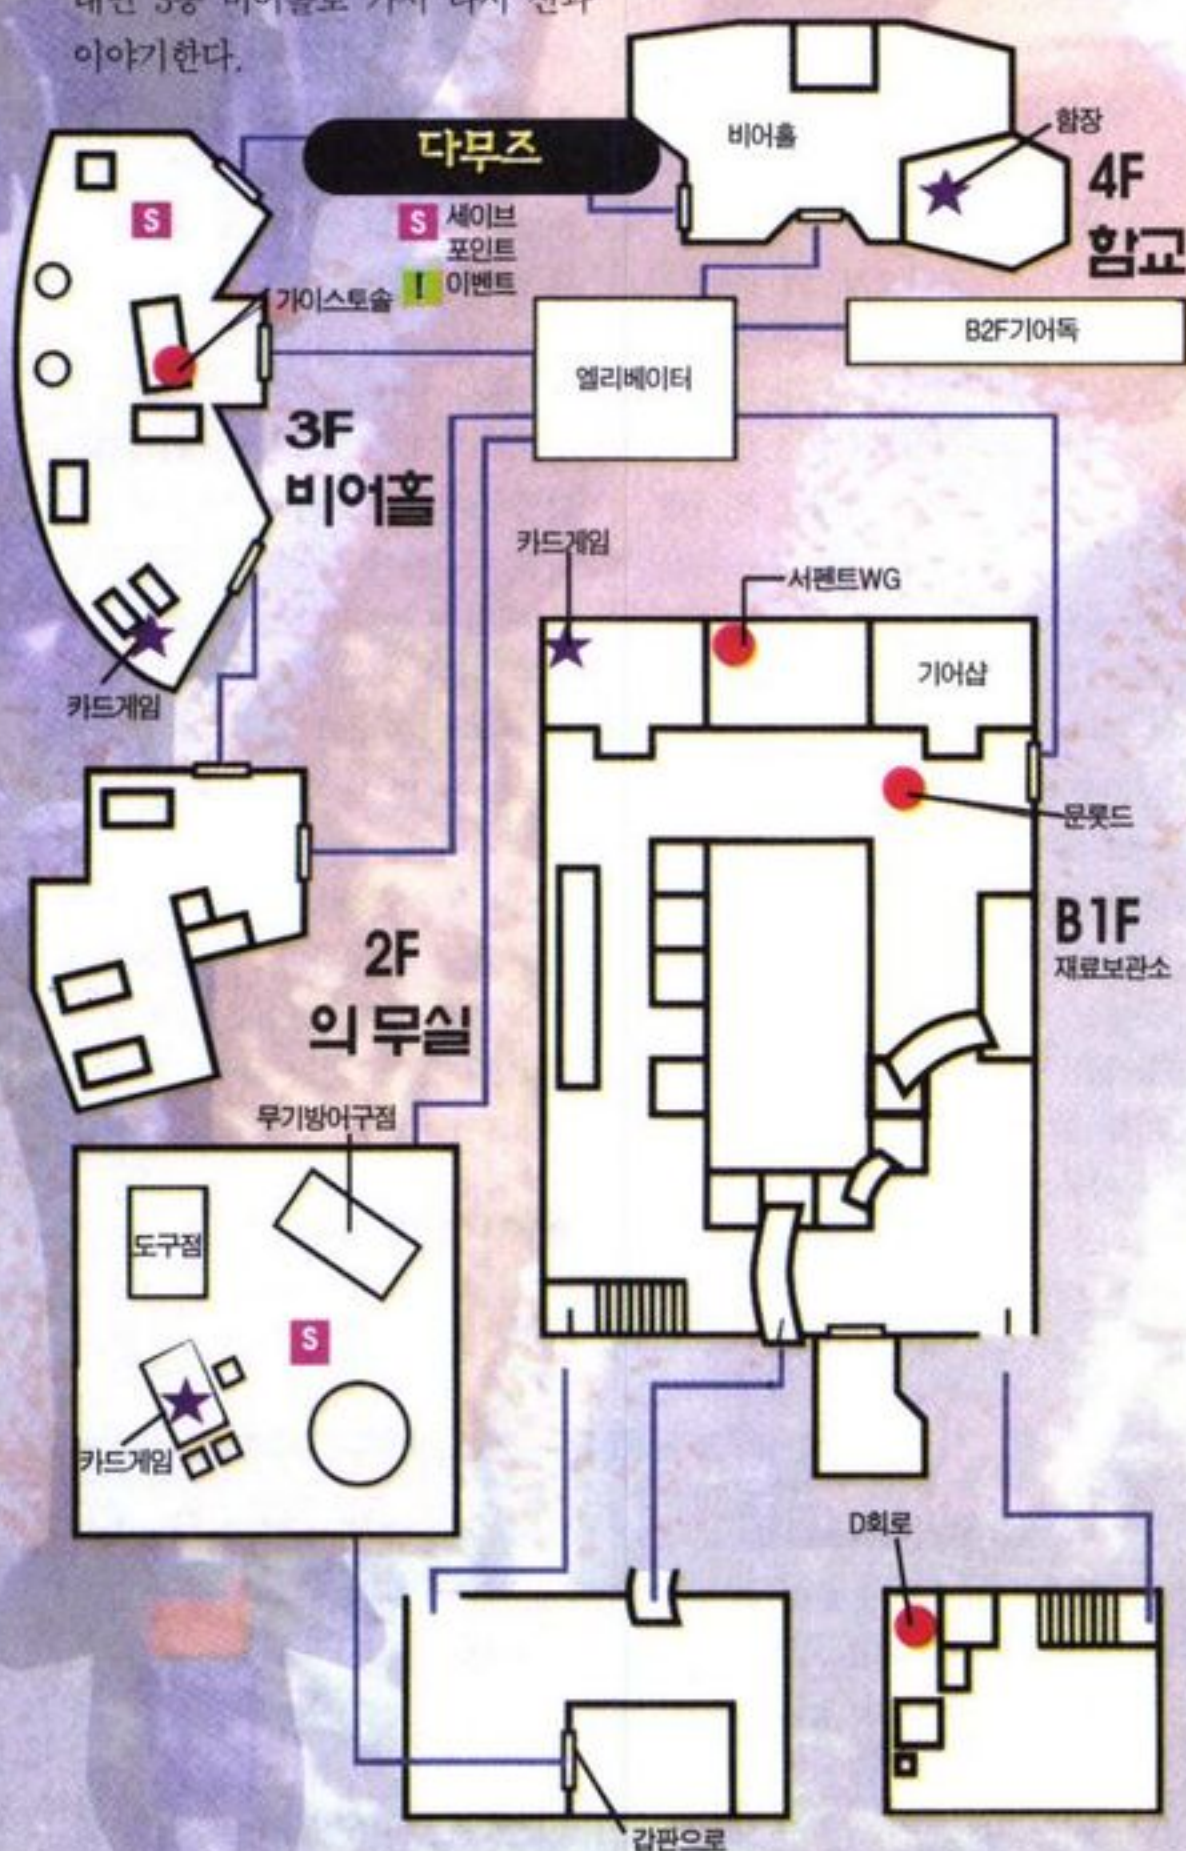 이야기한다.
다무즈
S 세이브
포인트
I 이벤트
비어홀
함장
4F
함교
가이스토솔
엘리베이터
B2F기어독
3F
비어홀
카드게임
카드게임
서펜트WG
기어샵
문롯드
B1F
재료보관소
2F
의무실
무기방어구점
도구점
S
S
카드게임
D회로
갑판으로